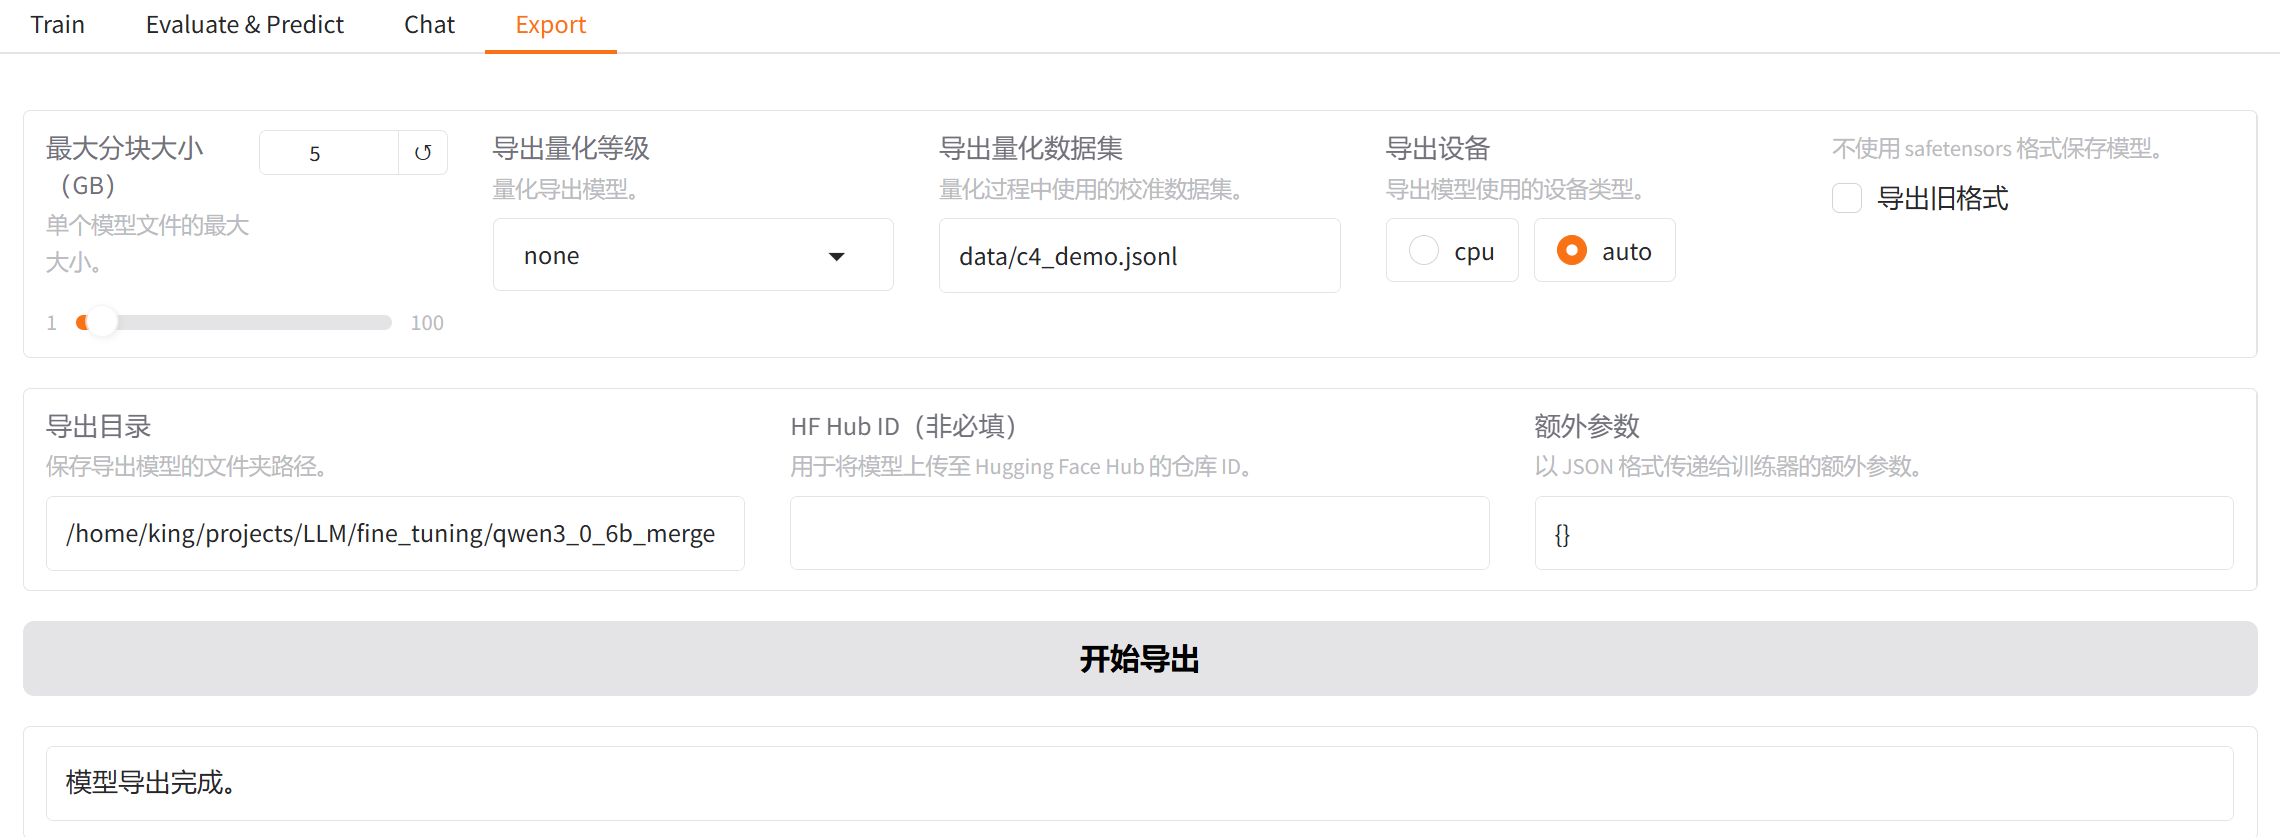 Train
Evaluate & Predict
Chat
Export
最大分块大小
（GB）
单个模型文件的最大
大小。
5
1
100
导出量化等级
量化导出模型。
none
导出量化数据集
量化过程中使用的校准数据集。
data/c4_demo.jsonl
导出设备
导出模型使用的设备类型。
cpu
auto
不使用 safetensors 格式保存模型。
导出旧格式
导出目录
保存导出模型的文件夹路径。
/home/king/projects/LLM/fine_tuning/qwen3_0_6b_merge
HF Hub ID（非必填）
用于将模型上传至 Hugging Face Hub 的仓库 ID。
额外参数
以 JSON 格式传递给训练器的额外参数。
{}
开始导出
模型导出完成。